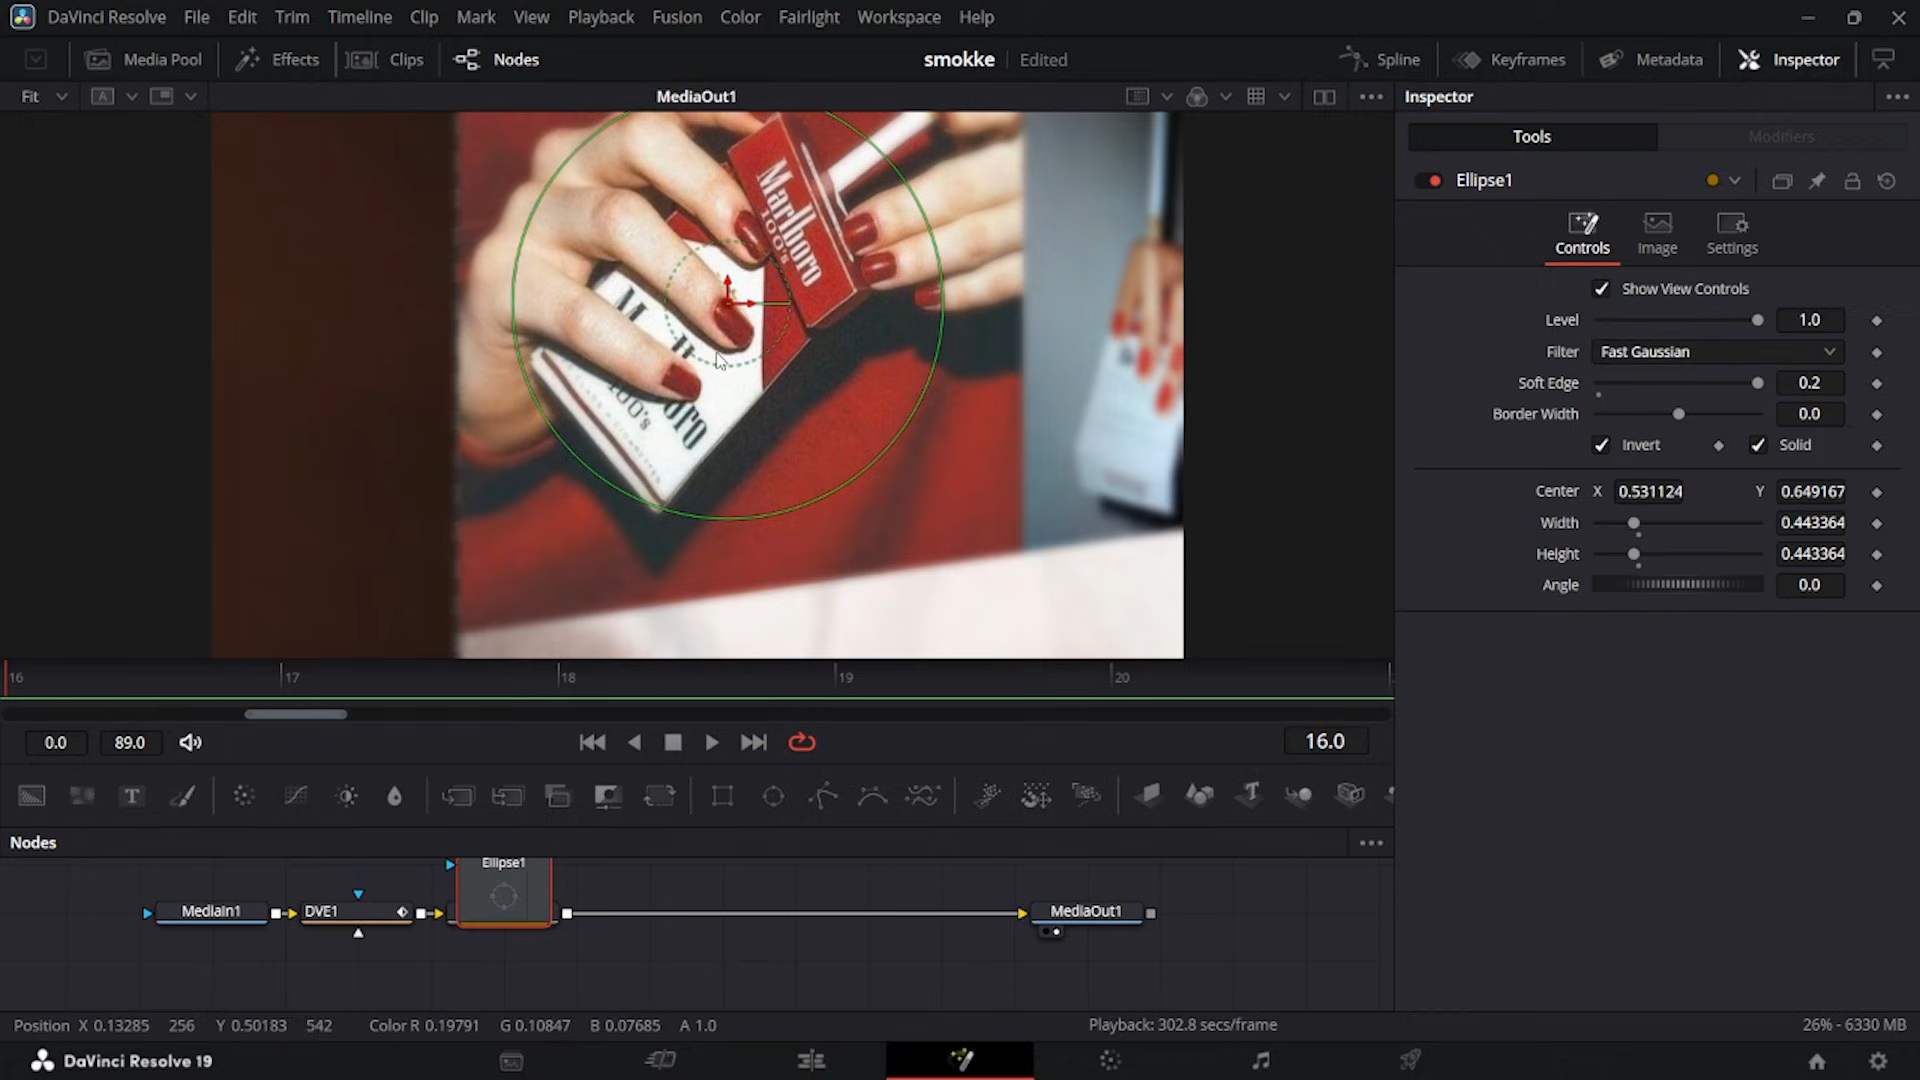 DaVinci Resolve File Edit Trim Timeline Clip Mark View Playback Fusion Color Fairlight Workspace Help
Media Pool Effects Clips Nodes smokke Edited Spline Keyframes Metadata Inspector
Fit A MediaOut1 Inspector
Tools Modifiers
Ellipse1
Controls Image Settings
Show View Controls
Level 1.0
Filter Fast Gaussian
Soft Edge 0.2
Border Width 0.0
Invert Solid
Center X 0.531124 Y 0.649167
Width 0.443364
Height 0.443364
Angle 0.0
Marlboro
100's
100's
16 17 18 19 20
0.0 89.0 16.0
T T
Nodes
Ellipse1
MediaIn1 DVE1 MediaOut1
Position X 0.13285 256 Y 0.50183 542 Color R 0.19791 G 0.10847 B 0.07685 A 1.0 Playback: 302.8 secs/frame 26% - 6330 MB
DaVinci Resolve 19